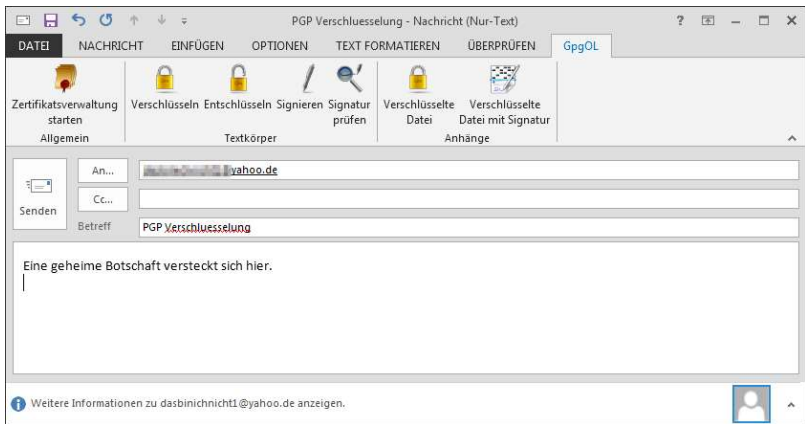 PGP Verschluesselung - Nachricht (Nur-Text)
DATEI NACHRICHT EINFÜGEN OPTIONEN TEXT FORMATIEREN ÜBERPRÜFEN GpgOL
Zertifikatsverwaltung starten
Verschlüsseln Entschlüsseln Signieren Signatur prüfen
Verschlüsselte Datei
Verschlüsselte Datei mit Signatur
Allgemein Textkörper Anhänge
Senden
An... yahoo.de
Cc...
Betreff PGP Verschluesselung
Eine geheime Botschaft versteckt sich hier.
Weitere Informationen zu dasbinichnicht1@yahoo.de anzeigen.